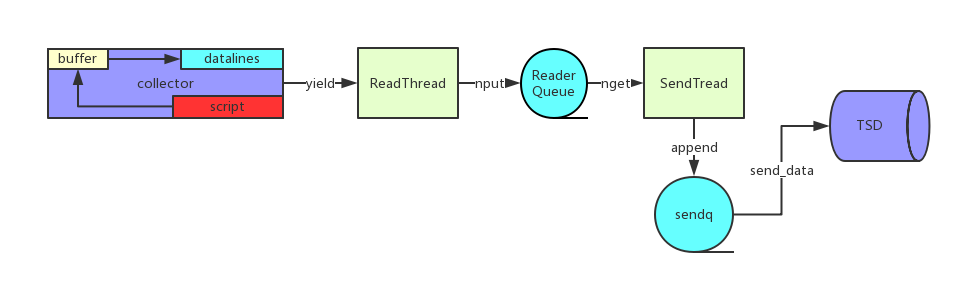 buffer
datalines
collector
script
yield
ReadThread
nput
Reader
Queue
nget
SendTread
append
sendq
send_data
TSD